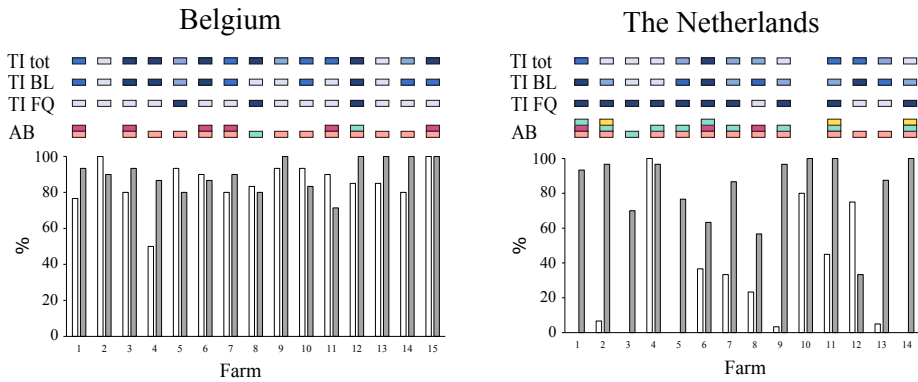 Belgium
TI tot
TI BL
TI FQ
AB
100
80
60
40
20
0
%
1 2 3 4 5 6 7 8 9 10 11 12 13 14 15
Farm
The Netherlands
TI tot
TI BL
TI FQ
AB
100
80
60
40
20
0
%
1 2 3 4 5 6 7 8 9 10 11 12 13 14
Farm